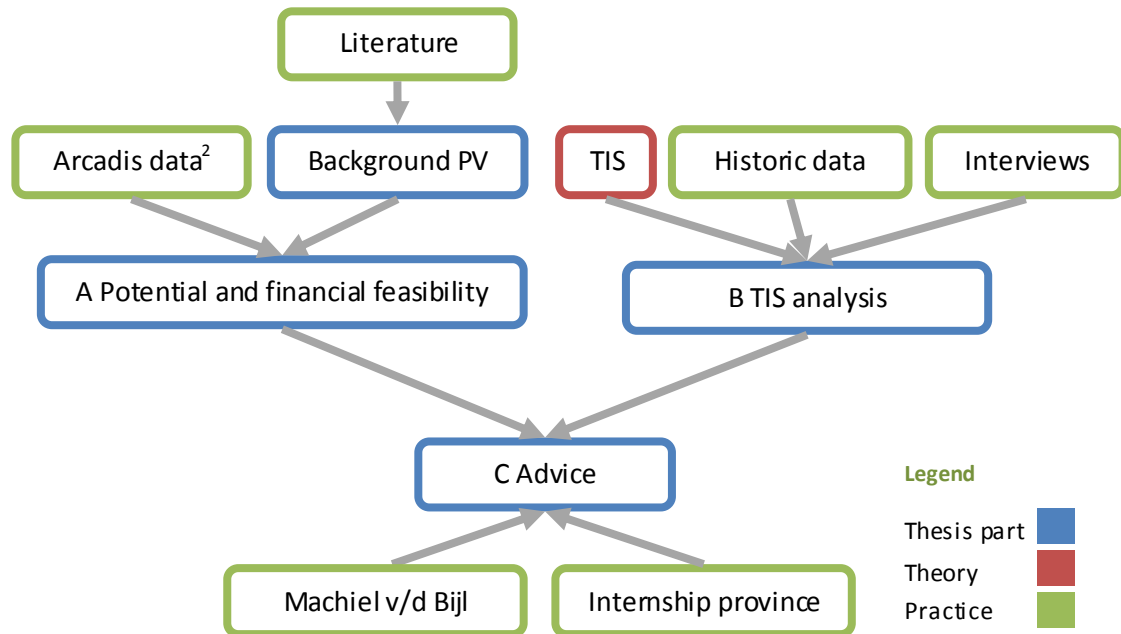 Literature
Arcadis data²
Background PV
TIS
Historic data
Interviews
A Potential and financial feasibility
B TIS analysis
C Advice
Legend
Thesis part
Theory
Practice
Machiel v/d Bijl
Internship province